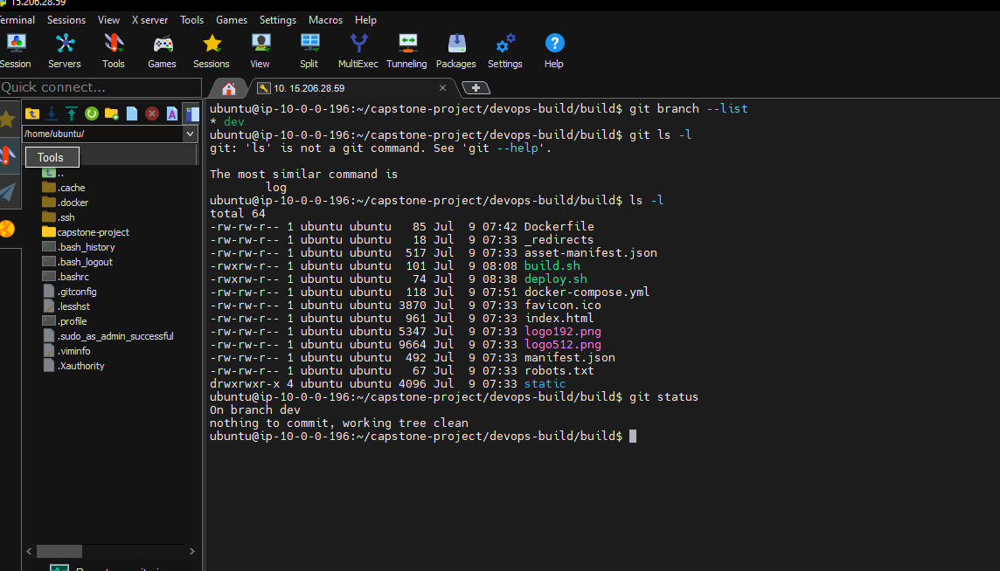 15.206.28.59
Terminal Sessions View X server Tools Games Settings Macros Help
Session Servers Tools Games Sessions View Split MultiExec Tunneling Packages Settings Help
Quick connect...
10. 15.206.28.59
/home/ubuntu/
Tools
..
.cache
.docker
.ssh
capstone-project
.bash_history
.bash_logout
.bashrc
.gitconfig
.lesshst
.profile
.sudo_as_admin_successful
.viminfo
.Xauthority
ubuntu@ip-10-0-0-196:~/capstone-project/devops-build/build$ git branch --list
* dev
ubuntu@ip-10-0-0-196:~/capstone-project/devops-build/build$ git ls -l
git: 'ls' is not a git command. See 'git --help'.
The most similar command is
log
ubuntu@ip-10-0-0-196:~/capstone-project/devops-build/build$ ls -l
total 64
-rw-rw-r-- 1 ubuntu ubuntu 85 Jul 9 07:42 Dockerfile
-rw-rw-r-- 1 ubuntu ubuntu 18 Jul 9 07:33 _redirects
-rw-rw-r-- 1 ubuntu ubuntu 517 Jul 9 07:33 asset-manifest.json
-rwxrw-r-- 1 ubuntu ubuntu 101 Jul 9 08:08 build.sh
-rwxrw-r-- 1 ubuntu ubuntu 74 Jul 9 08:38 deploy.sh
-rw-rw-r-- 1 ubuntu ubuntu 118 Jul 9 07:51 docker-compose.yml
-rw-rw-r-- 1 ubuntu ubuntu 3870 Jul 9 07:33 favicon.ico
-rw-rw-r-- 1 ubuntu ubuntu 961 Jul 9 07:33 index.html
-rw-rw-r-- 1 ubuntu ubuntu 5347 Jul 9 07:33 logo192.png
-rw-rw-r-- 1 ubuntu ubuntu 9664 Jul 9 07:33 logo512.png
-rw-rw-r-- 1 ubuntu ubuntu 492 Jul 9 07:33 manifest.json
-rw-rw-r-- 1 ubuntu ubuntu 67 Jul 9 07:33 robots.txt
drwxrwxr-x 4 ubuntu ubuntu 4096 Jul 9 07:33 static
ubuntu@ip-10-0-0-196:~/capstone-project/devops-build/build$ git status
On branch dev
nothing to commit, working tree clean
ubuntu@ip-10-0-0-196:~/capstone-project/devops-build/build$